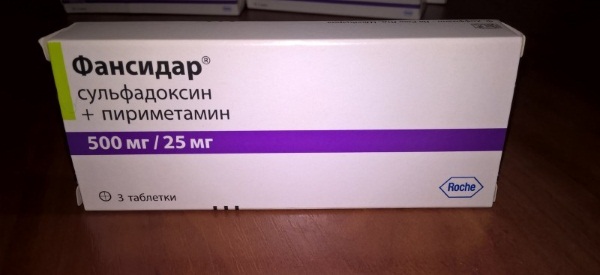 Фансидар®
сульфадоксин
+ пириметамин
500 мг / 25 мг
3 таблетки
Roche